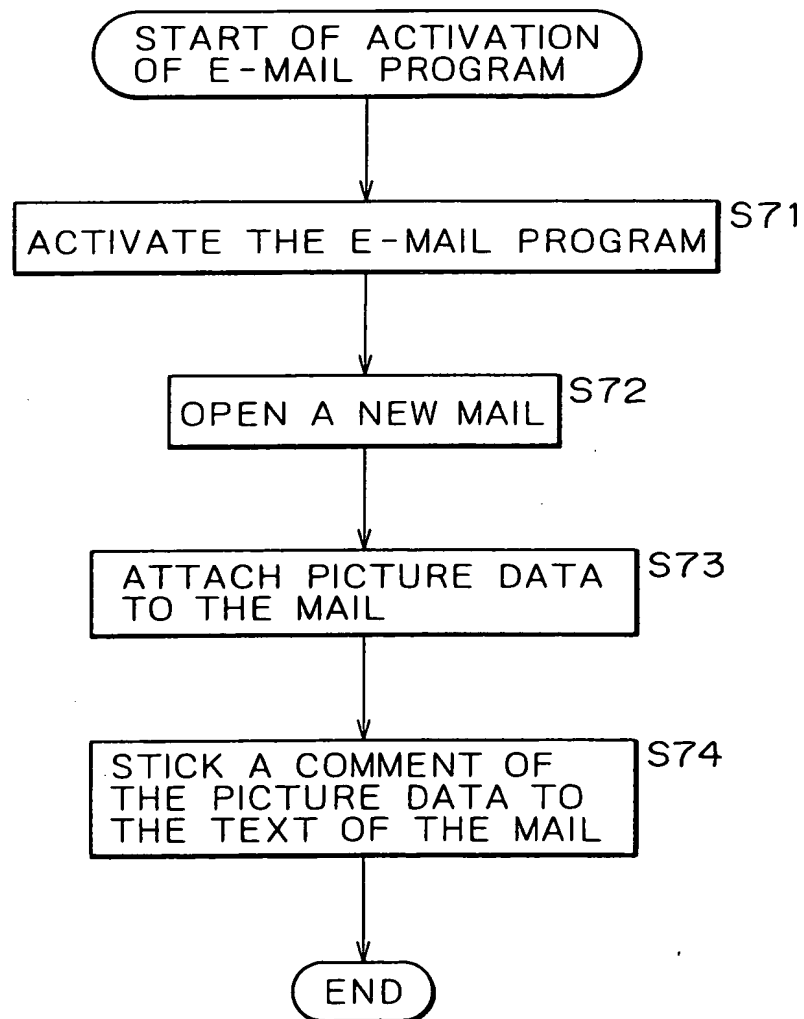 START OF ACTIVATION
OF E-MAIL PROGRAM
S71
ACTIVATE THE E-MAIL PROGRAM
S72
OPEN A NEW MAIL
S73
ATTACH PICTURE DATA
TO THE MAIL
S74
STICK A COMMENT OF
THE PICTURE DATA TO
THE TEXT OF THE MAIL
END